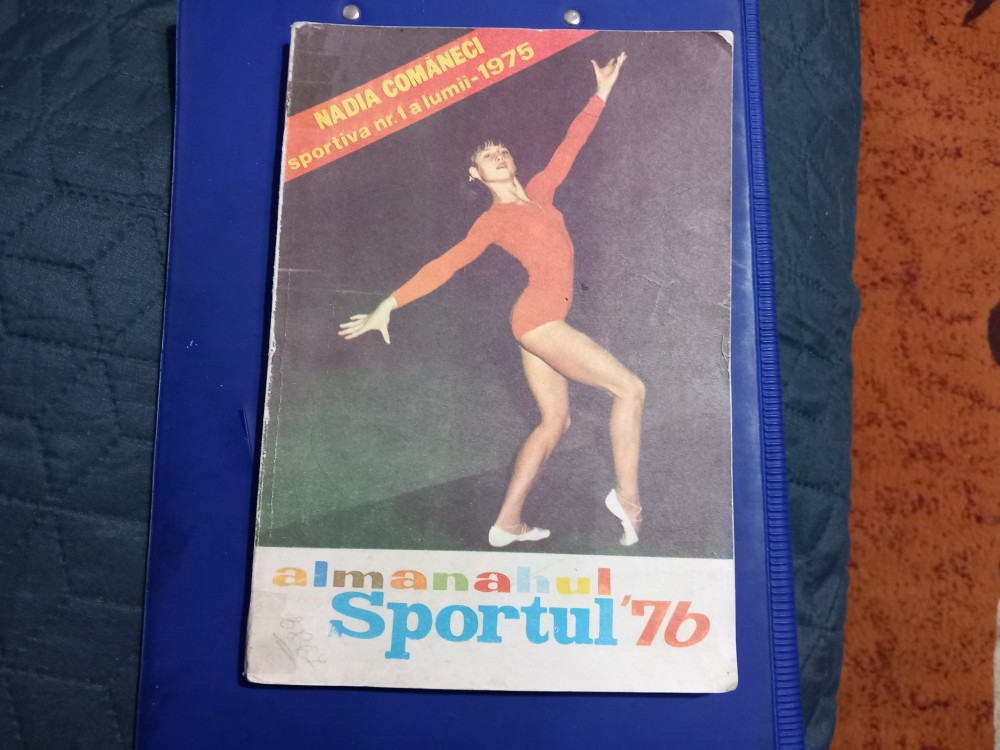 NADIA COMĂNECI
sportiva nr.1 a lumii-1975
almanahul
Sportul '76